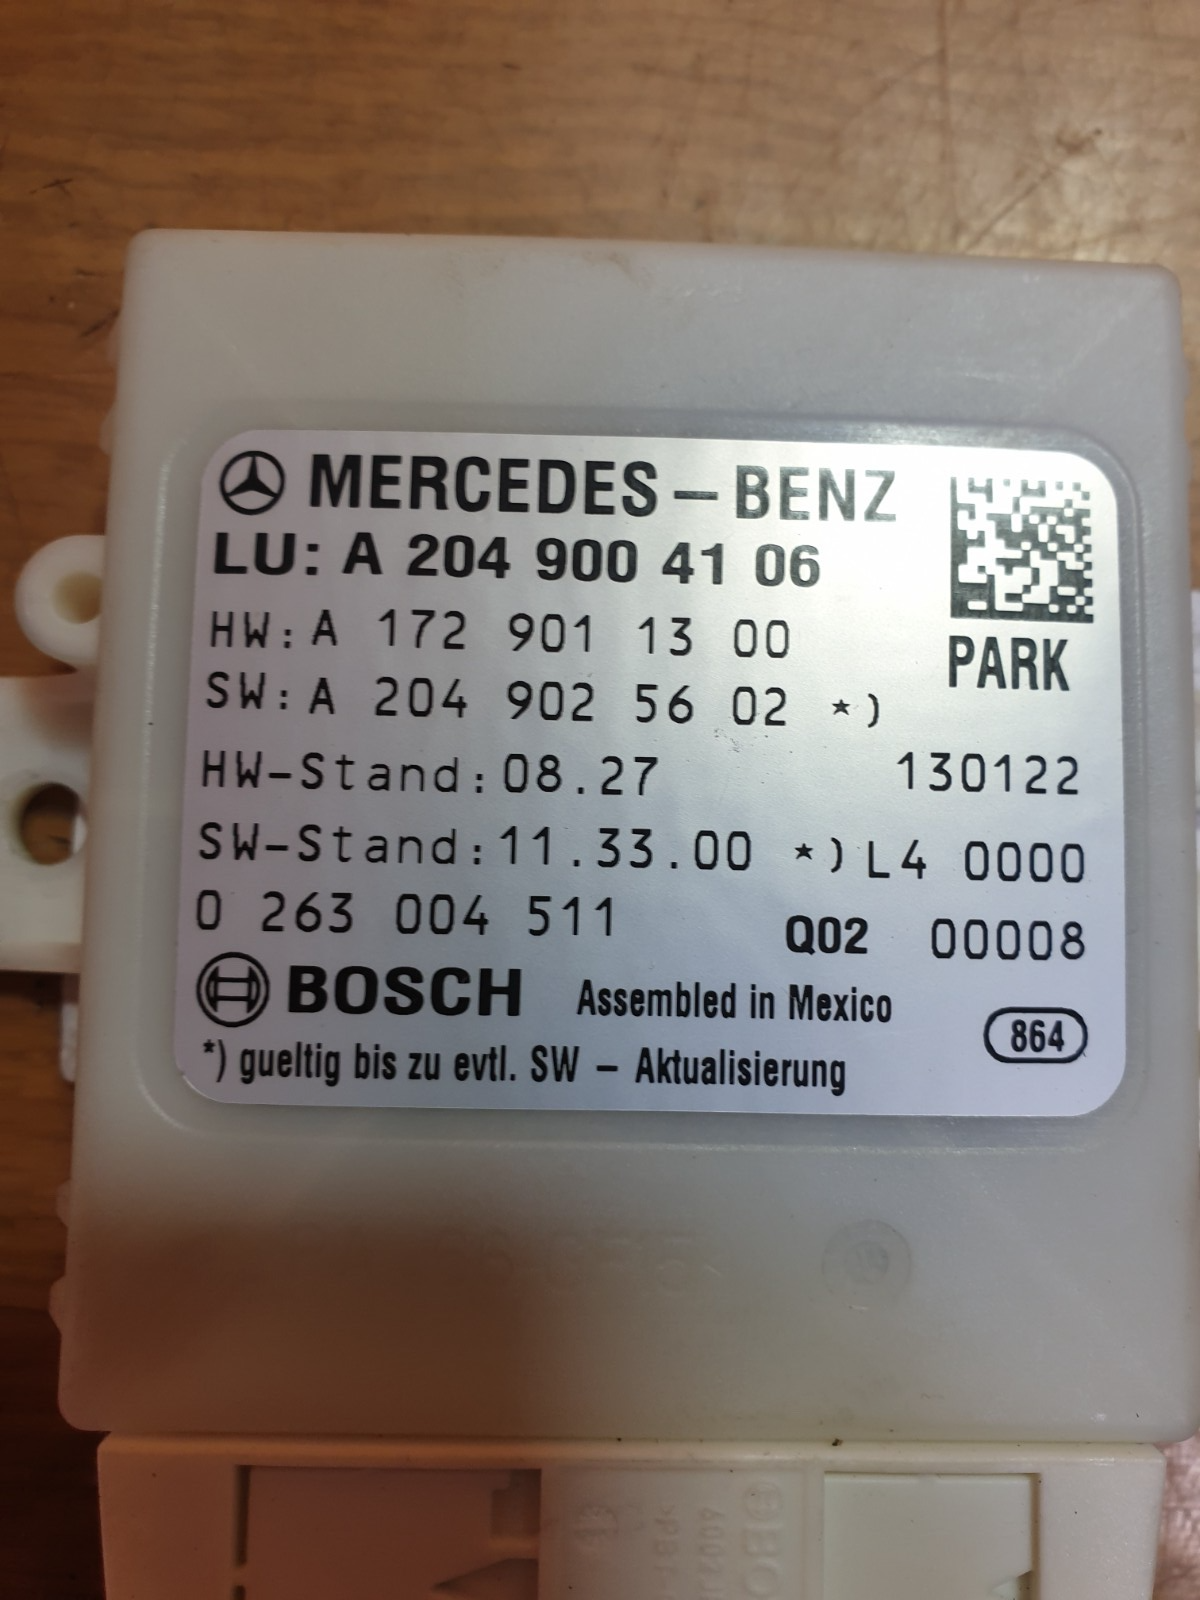 MERCEDES-BENZ
LU: A 204 900 41 06
HW: A 172 901 13 00
PARK
SW: A 204 902 56 02 *)
HW-Stand: 08.27 130122
SW-Stand: 11.33.00 *) L4 0000
0 263 004 511 Q02 00008
BOSCH Assembled in Mexico
864
*) gueltig bis zu evtl. SW – Aktualisierung